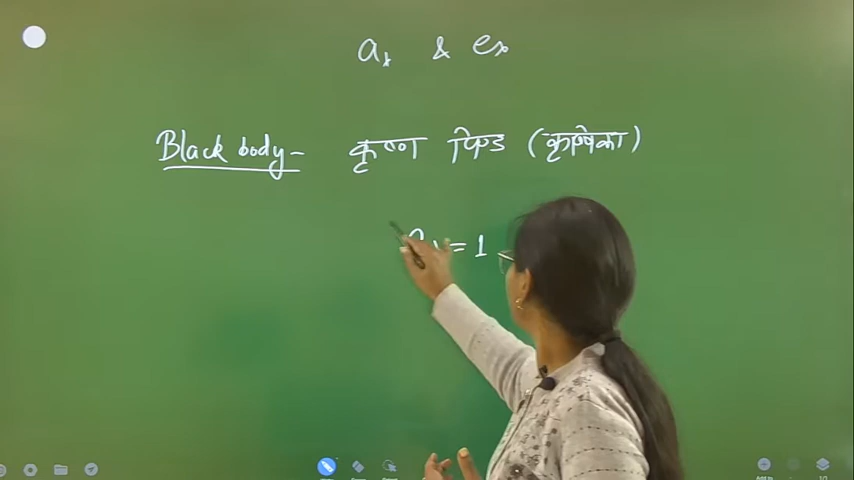 aλ & eλ
Black body – कृष्ण पिण्ड (कृष्णिका)
= 1